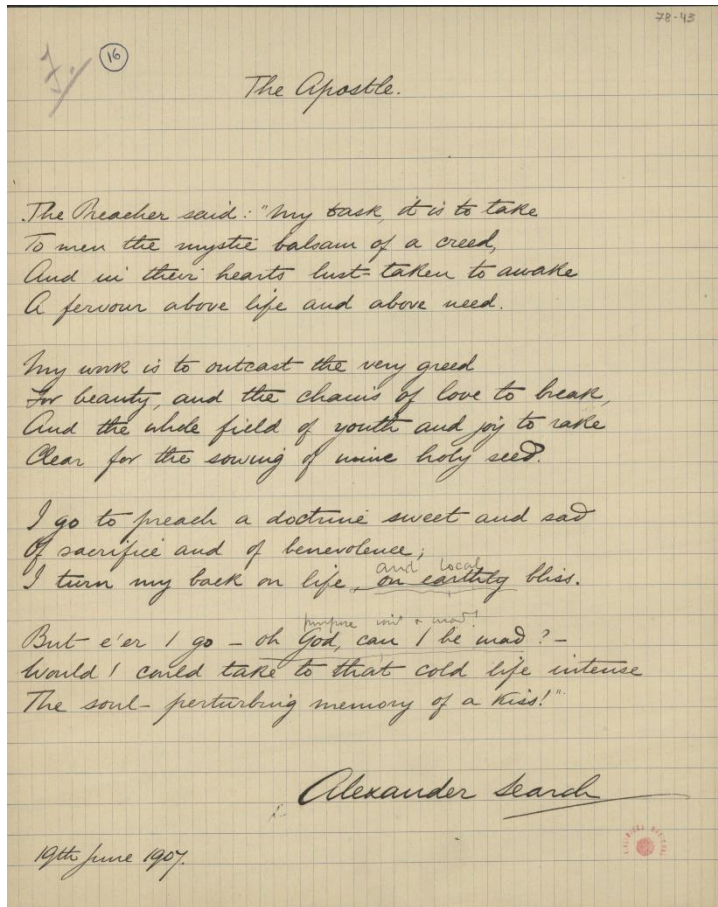 78-43
7.
16
The Apostle.
The Preacher said: "My task, it is to take
To men the mystic balsam of a creed,
And in their hearts lust-taken to awake
A fervour above life and above need.
My work is to outcast the very greed
For beauty, and the chains of love to break,
And the whole field of youth and joy to rake
Clear for the sowing of mine holy seed.
I go to preach a doctrine sweet and sad
Of sacrifice and of benevolence;
and local
I turn my back on life, on earthly bliss.
purpose
But e'er I go — oh God, can I be mad? —
Would I could take to that cold life intense
The soul-perturbing memory of a kiss!"
Alexander Search
19th June 1907.